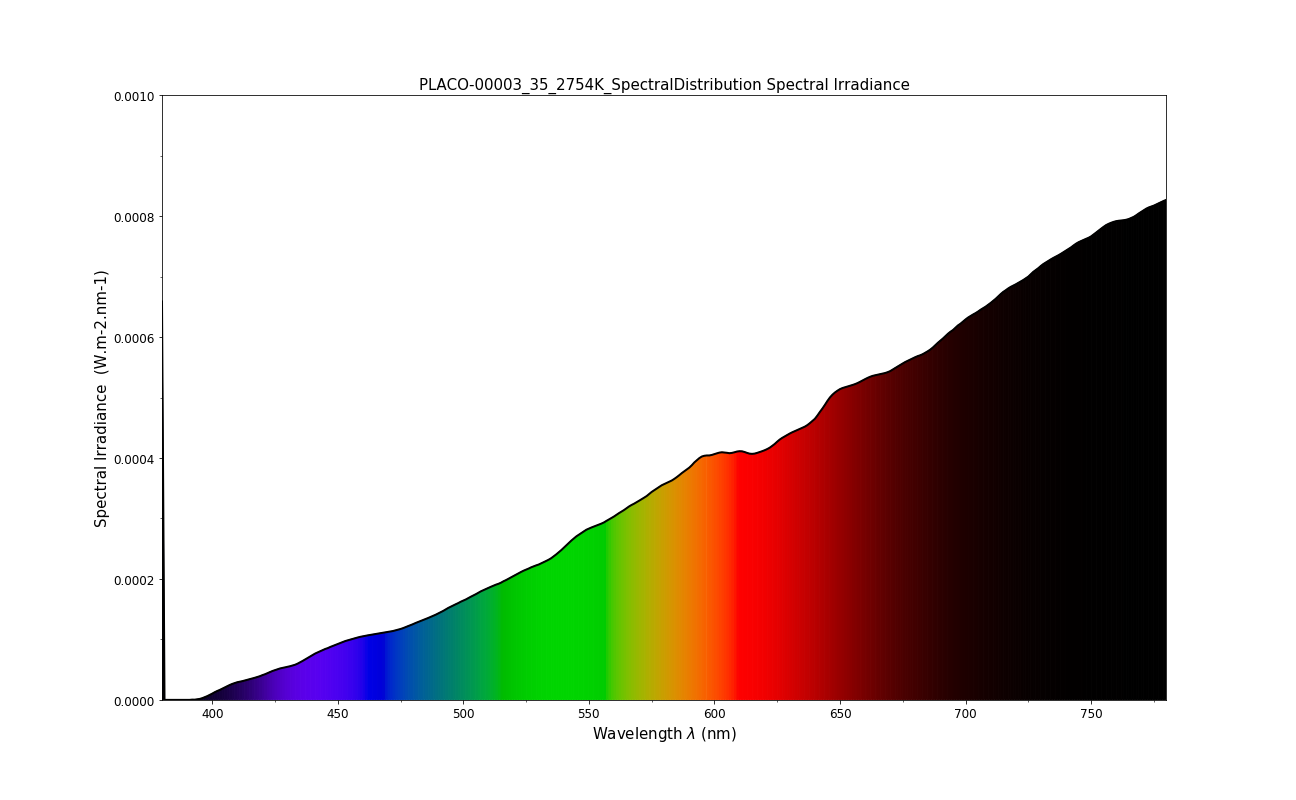 PLACO-00003_35_2754K_SpectralDistribution Spectral Irradiance
0.0010
0.0008
0.0006
0.0004
0.0002
0.0000
Spectral Irradiance (W.m-2.nm-1)
400 450 500 550 600 650 700 750
Wavelength λ (nm)